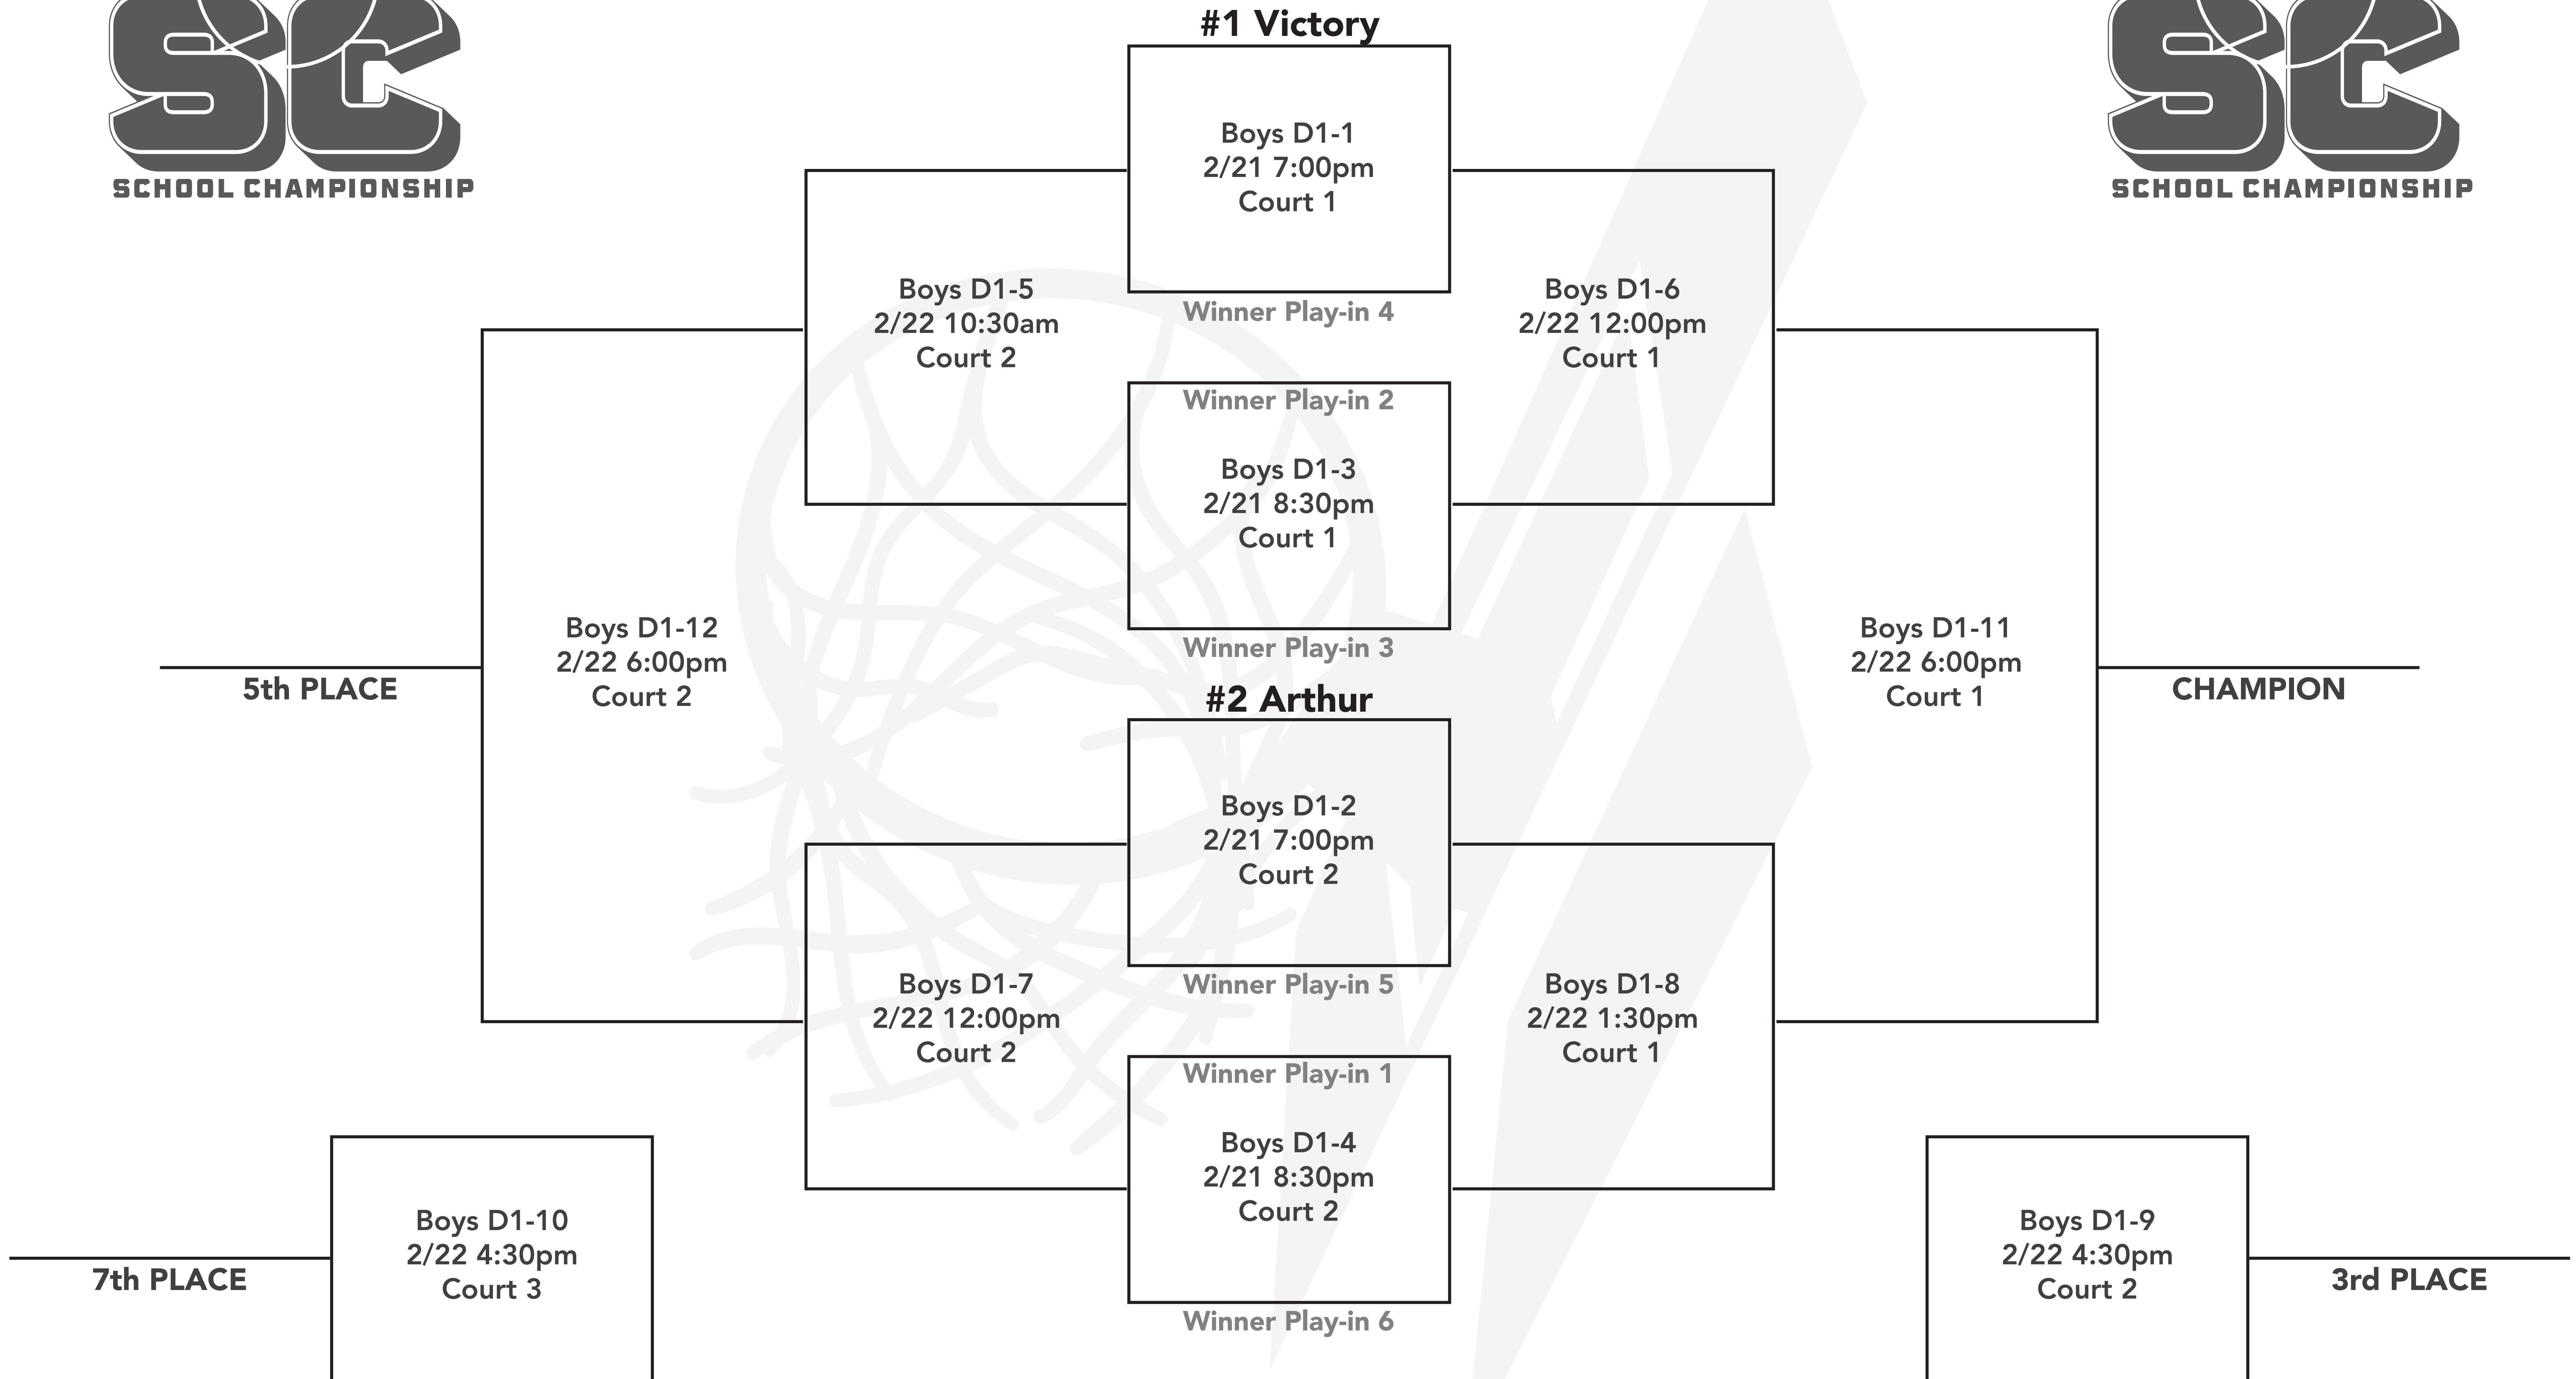 SC
SCHOOL CHAMPIONSHIP
SC
SCHOOL CHAMPIONSHIP
#1 Victory
Boys D1-1
2/21 7:00pm
Court 1
Winner Play-in 4
Boys D1-5
2/22 10:30am
Court 2
Boys D1-6
2/22 12:00pm
Court 1
Winner Play-in 2
Boys D1-3
2/21 8:30pm
Court 1
Winner Play-in 3
Boys D1-12
2/22 6:00pm
Court 2
5th PLACE
Boys D1-11
2/22 6:00pm
Court 1
CHAMPION
#2 Arthur
Boys D1-2
2/21 7:00pm
Court 2
Winner Play-in 5
Boys D1-7
2/22 12:00pm
Court 2
Boys D1-8
2/22 1:30pm
Court 1
Winner Play-in 1
Boys D1-4
2/21 8:30pm
Court 2
Winner Play-in 6
Boys D1-10
2/22 4:30pm
Court 3
7th PLACE
Boys D1-9
2/22 4:30pm
Court 2
3rd PLACE